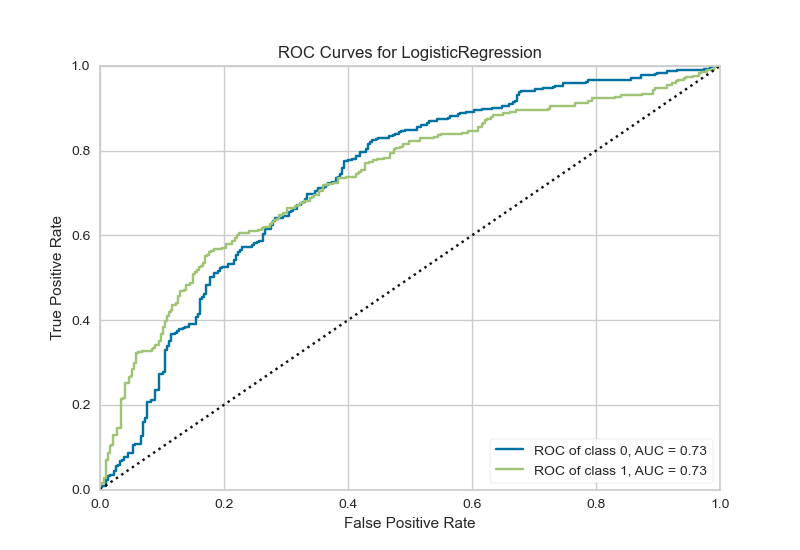 ROC Curves for LogisticRegression
True Positive Rate
1.0
0.8
0.6
0.4
0.2
0.0
ROC of class 0, AUC = 0.73
ROC of class 1, AUC = 0.73
0.0 0.2 0.4 0.6 0.8 1.0
False Positive Rate